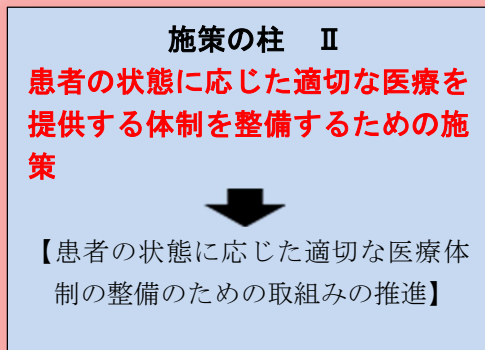 施策の柱　Ⅱ
患者の状態に応じた適切な医療を
提供する体制を整備するための施
策
【患者の状態に応じた適切な医療体
制の整備のための取組みの推進】